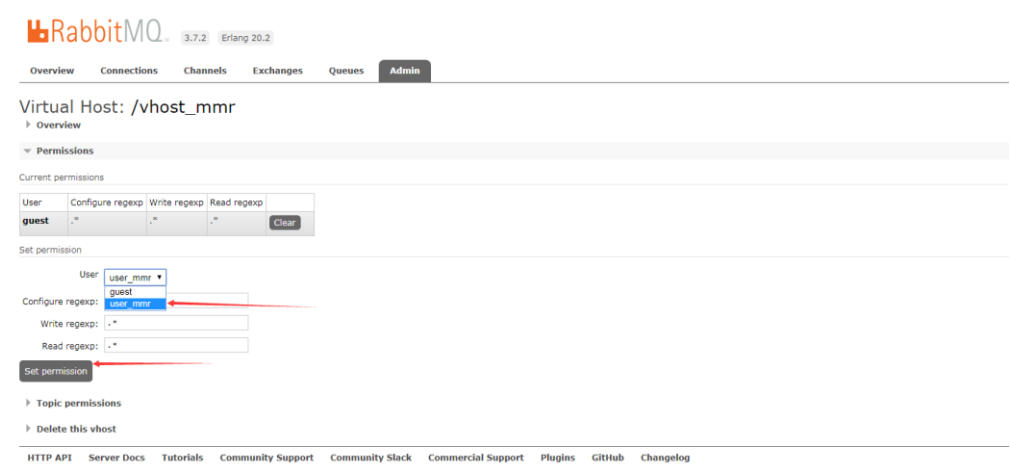 RabbitMQ. 3.7.2 Erlang 20.2
Overview Connections Channels Exchanges Queues Admin
Virtual Host: /vhost_mmr
Overview
Permissions
Current permissions
User Configure regexp Write regexp Read regexp
guest .* .* .* Clear
Set permission
User user_mmr
guest
Configure regexp: user_mmr
Write regexp: .*
Read regexp: .*
Set permission
Topic permissions
Delete this vhost
HTTP API Server Docs Tutorials Community Support Community Slack Commercial Support Plugins GitHub Changelog